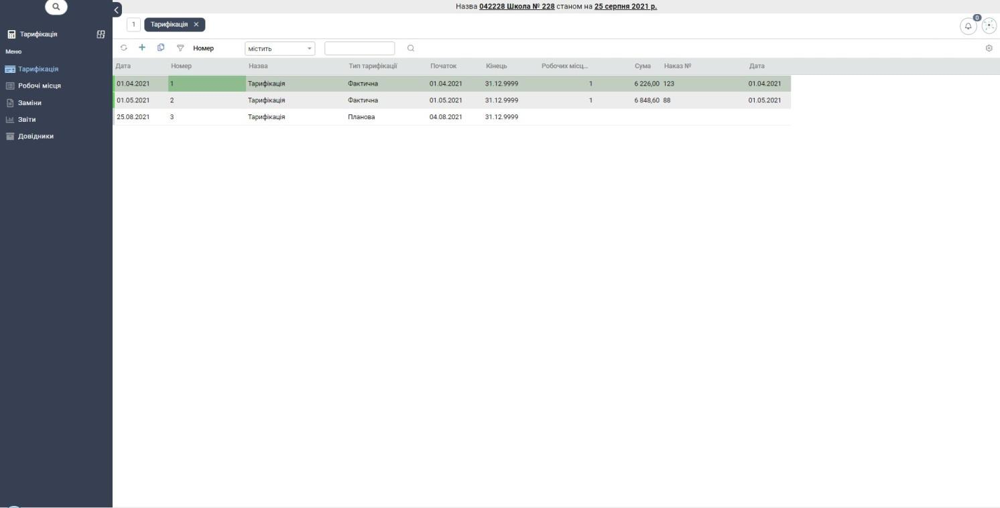 Назва 042228 Школа № 228 станом на 25 серпня 2021 р.
1 Тарифікація ×
0
Тарифікація
Меню
Тарифікація
Робочі місця
Заміни
Звіти
Довідники
Номер містить
Дата Номер Назва Тип тарифікації Початок Кінець Робочих місц... Сума Наказ № Дата
01.04.2021 1 Тарифікація Фактична 01.04.2021 31.12.9999 1 6 226,00 123 01.04.2021
01.05.2021 2 Тарифікація Фактична 01.05.2021 31.12.9999 1 6 848,60 88 01.05.2021
25.08.2021 3 Тарифікація Планова 04.08.2021 31.12.9999